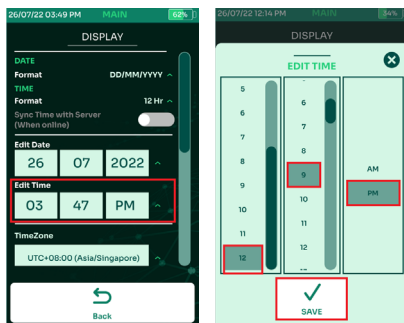 26/07/22 03:49 PM MAIN 62%
DISPLAY
DATE
Format DD/MM/YYYY
TIME
Format 12 Hr
Sync Time with Server
(When online)
Edit Date
26 07 2022
Edit Time
03 47 PM
TimeZone
UTC+08:00 (Asia/Singapore)
Back
26/07/22 12:14 PM MAIN 34%
DISPLAY
EDIT TIME
5
6
7
8
9
10
11
12
6
7
8
9
10
11
12
AM
PM
SAVE